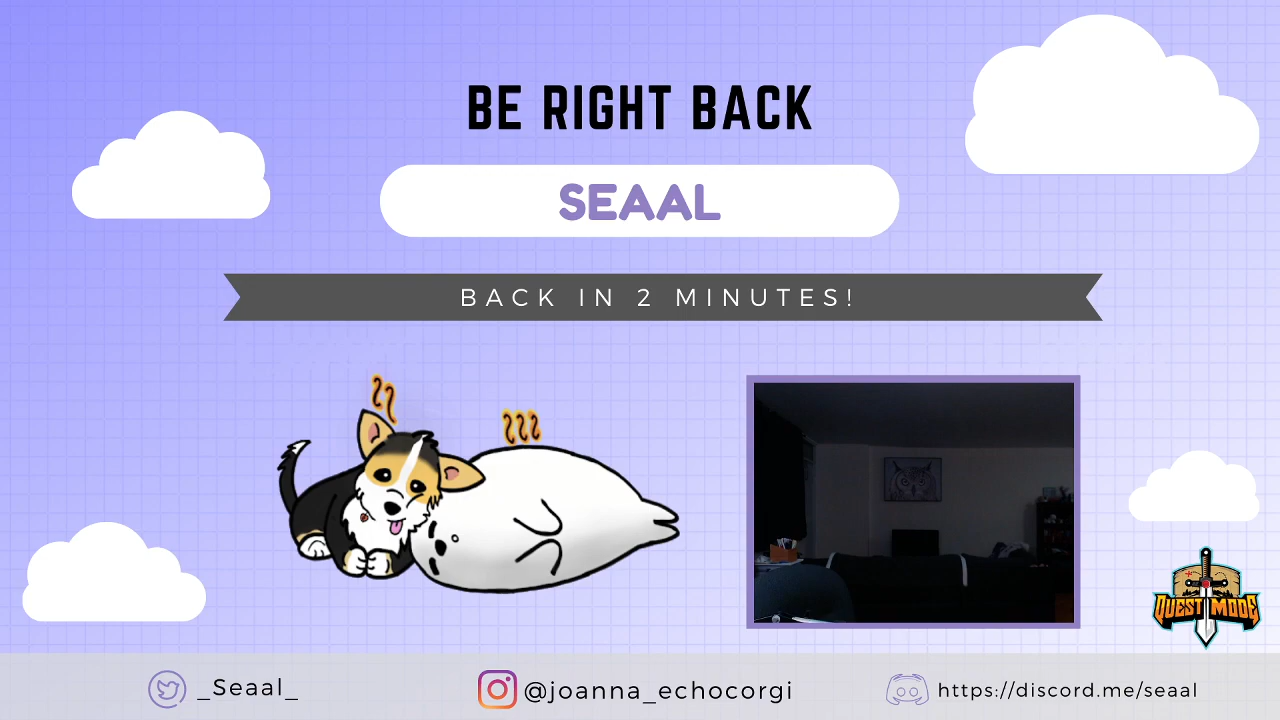 BE RIGHT BACK
SEAAL
BACK IN 2 MINUTES!
QUEST MODE
_Seaal_
@joanna_echocorgi
https://discord.me/seaal